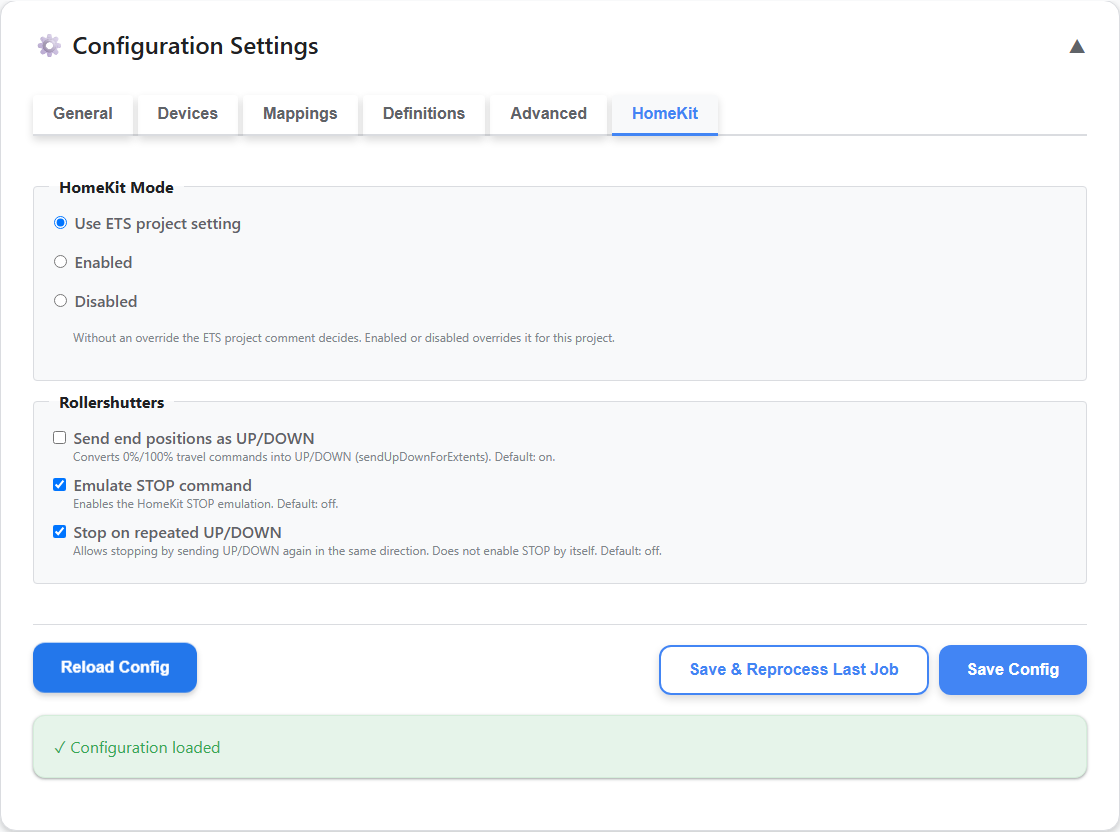 Configuration Settings
▲
General
Devices
Mappings
Definitions
Advanced
HomeKit
HomeKit Mode
Use ETS project setting
Enabled
Disabled
Without an override the ETS project comment decides. Enabled or disabled overrides it for this project.
Rollershutters
Send end positions as UP/DOWN
Converts 0%/100% travel commands into UP/DOWN (sendUpDownForExtents). Default: on.
Emulate STOP command
Enables the HomeKit STOP emulation. Default: off.
Stop on repeated UP/DOWN
Allows stopping by sending UP/DOWN again in the same direction. Does not enable STOP by itself. Default: off.
Reload Config
Save & Reprocess Last Job
Save Config
✓ Configuration loaded